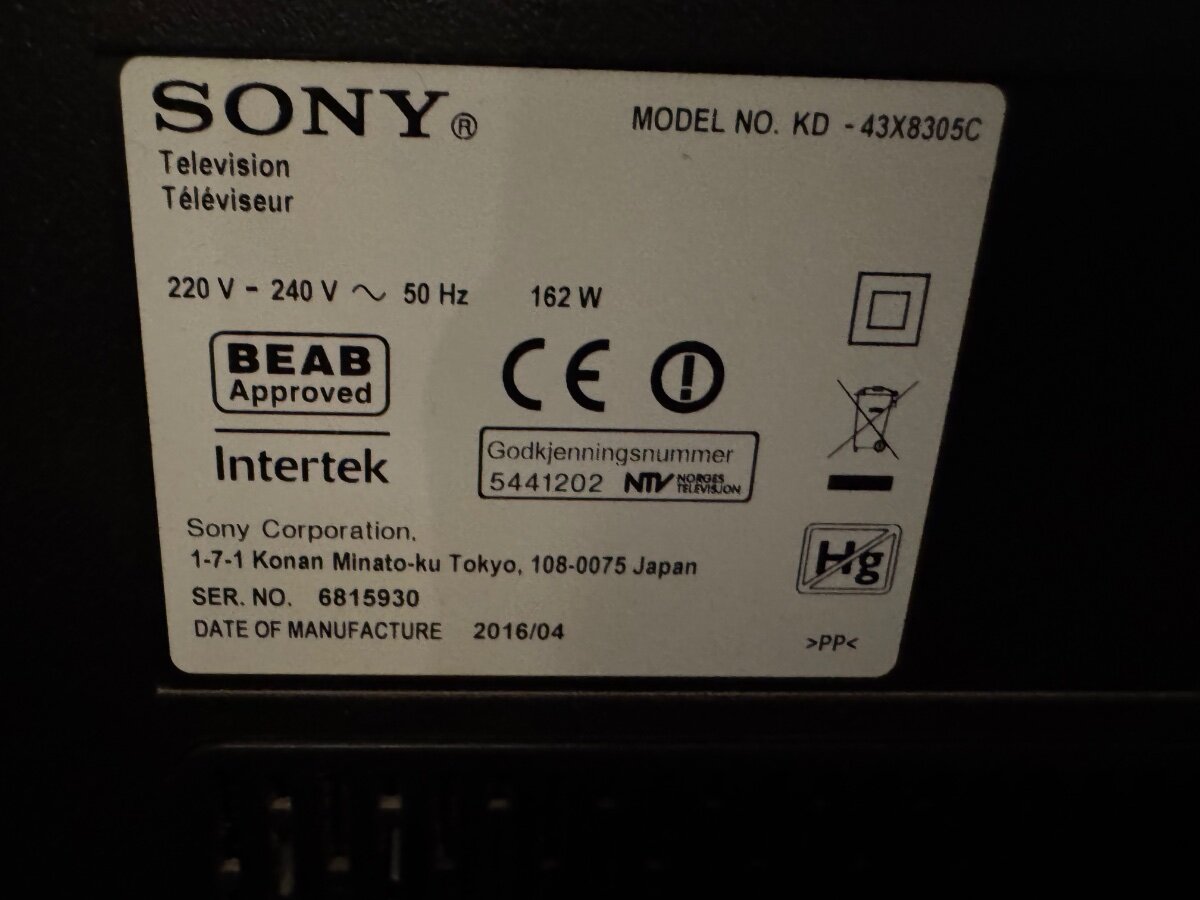 SONY®
MODEL NO. KD - 43X8305C
Television
Téléviseur
220 V - 240 V ~ 50 Hz 162 W
BEAB
Approved
Intertek
CE
Godkjenningsnummer
5441202 NTV NORGES TELEVISJON
Sony Corporation,
1-7-1 Konan Minato-ku Tokyo, 108-0075 Japan
SER. NO. 6815930
DATE OF MANUFACTURE 2016/04
Hg
>PP<